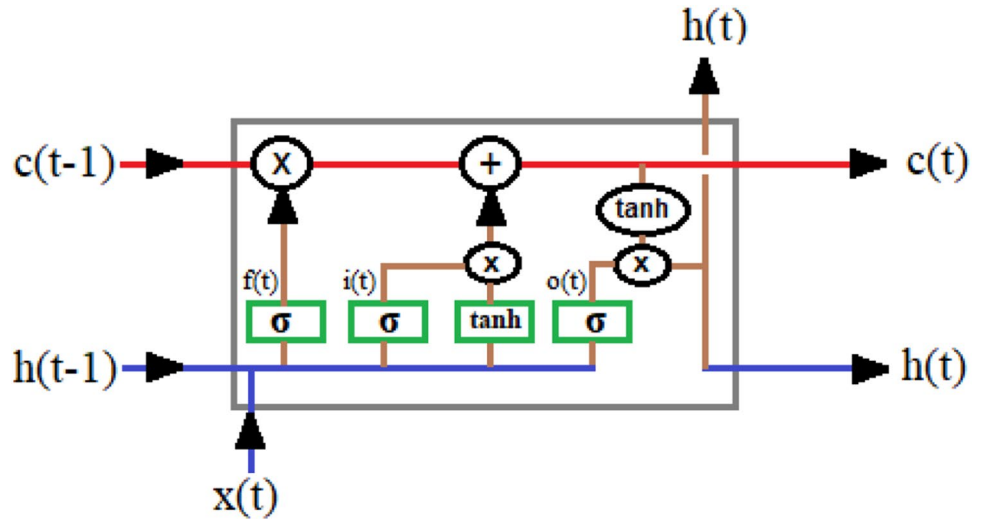 h(t)
c(t-1)
x
+
c(t)
tanh
x
x
f(t)
i(t)
o(t)
σ
σ
tanh
σ
h(t-1)
h(t)
x(t)